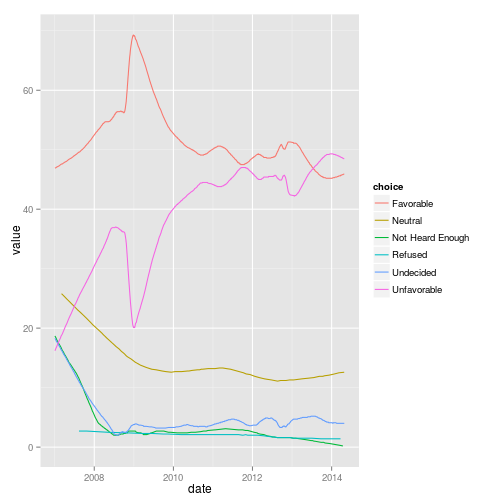 60
40
20
0
value
2008
2010
2012
2014
date
choice
Favorable
Neutral
Not Heard Enough
Refused
Undecided
Unfavorable